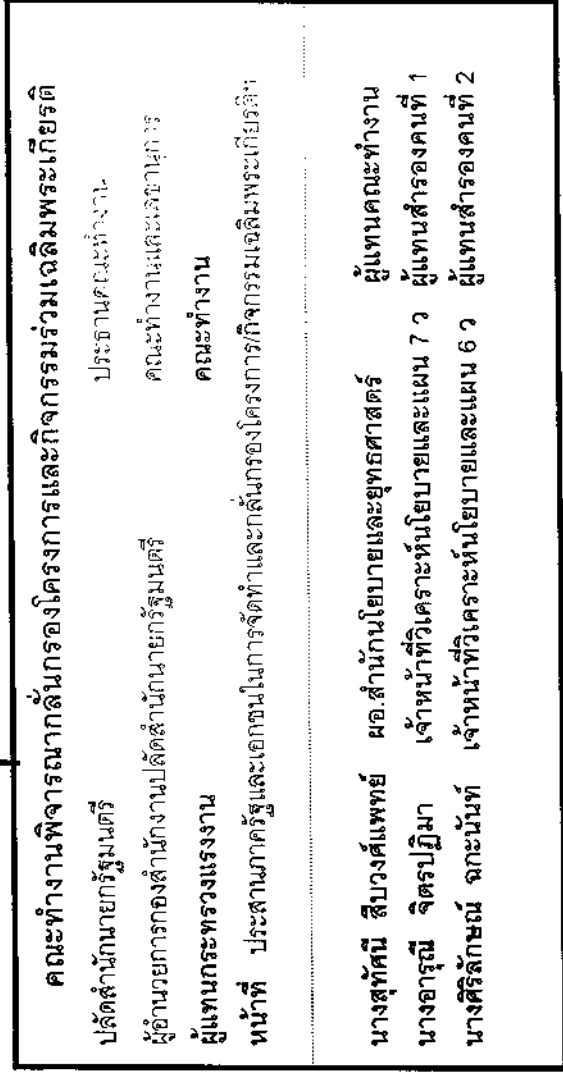 คณะทำงานพิจารณากลั่นกรองโครงการและกิจกรรมร่วมเฉลิมพระเกียรติ
ปลัดสำนักนายกรัฐมนตรี ประธานคณะทำงาน
ผู้อำนวยการกองสำนักงานปลัดสำนักนายกรัฐมนตรี คณะทำงานและเลขานุการ
ผู้แทนกระทรวงแรงงาน คณะทำงาน
หน้าที่ ประสานภาครัฐและเอกชนในการจัดทำและกลั่นกรองโครงการ/กิจกรรมเฉลิมพระเกียรติฯ
นางสุทัศนี สืบวงศ์แพทย์ ผอ.สำนักนโยบายและยุทธศาสตร์ ผู้แทนคณะทำงาน
นางอารุณี จิตรปฏิมา เจ้าหน้าที่วิเคราะห์นโยบายและแผน 7 ว ผู้แทนสำรองคนที่ 1
นางศิริลักษณ์ ฉกะนันท์ เจ้าหน้าที่วิเคราะห์นโยบายและแผน 6 ว ผู้แทนสำรองคนที่ 2